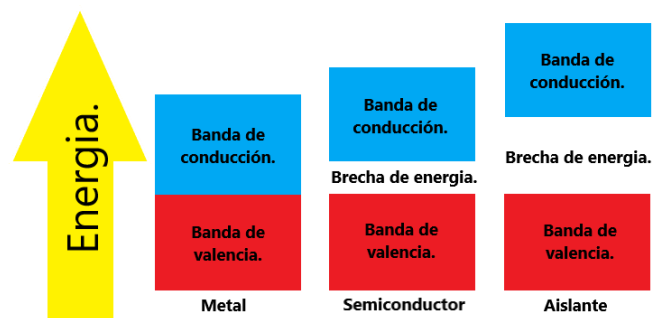 Energia.
Banda de
conducción.
Banda de
valencia.
Metal
Banda de
conducción.
Brecha de energia.
Banda de
valencia.
Semiconductor
Banda de
conducción.
Brecha de energia.
Banda de
valencia.
Aislante